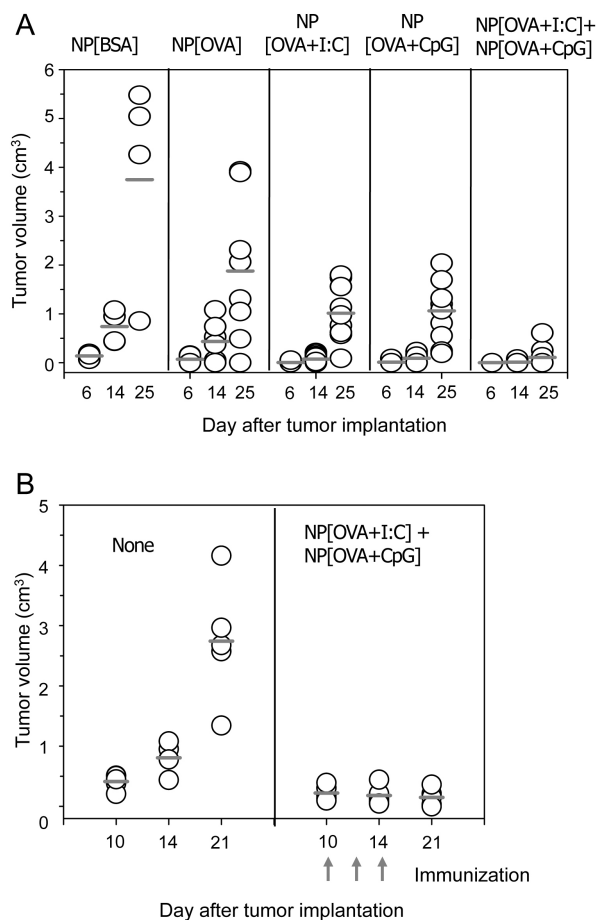 A
NP[BSA]
NP[OVA]
NP
[OVA+I:C]
NP
[OVA+CpG]
NP[OVA+I:C]+
NP[OVA+CpG]
Tumor volume (cm³)
6
5
4
3
2
1
0
6 14 25 6 14 25 6 14 25 6 14 25 6 14 25
Day after tumor implantation
B
None
NP[OVA+I:C] +
NP[OVA+CpG]
Tumor volume (cm³)
5
4
3
2
1
0
10 14 21 10 14 21
Immunization
Day after tumor implantation